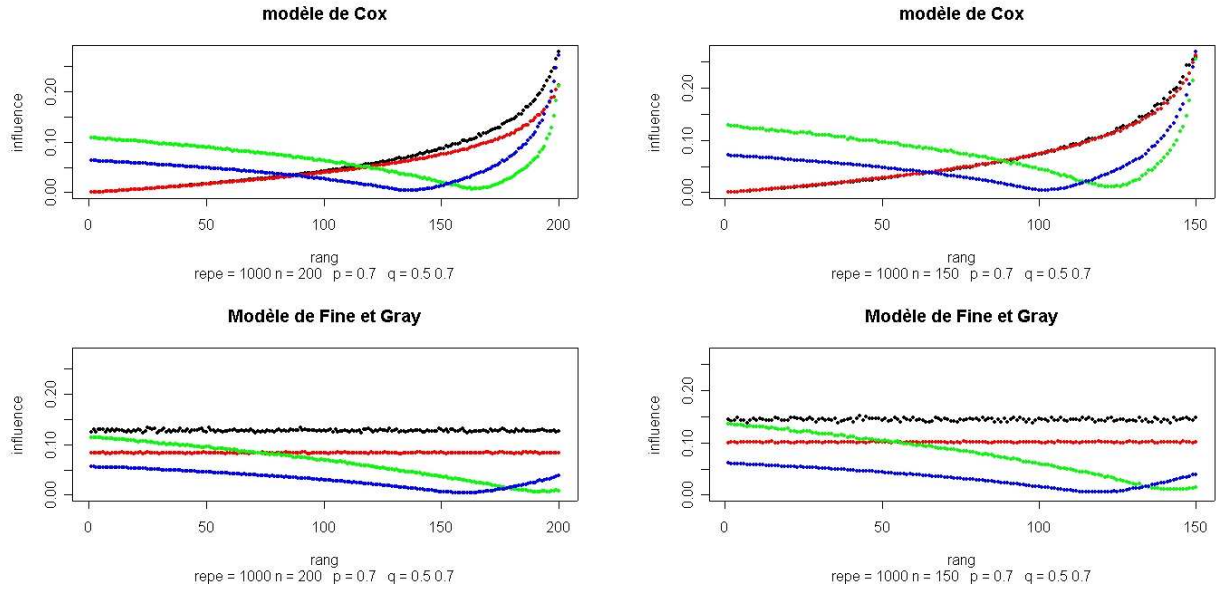 modèle de Cox
influence
0.00 0.10 0.20
0 50 100 150 200
rang
repe = 1000 n = 200 p = 0.7 q = 0.5 0.7
modèle de Cox
influence
0.00 0.10 0.20
0 50 100 150
rang
repe = 1000 n = 150 p = 0.7 q = 0.5 0.7
Modèle de Fine et Gray
influence
0.00 0.10 0.20
0 50 100 150 200
rang
repe = 1000 n = 200 p = 0.7 q = 0.5 0.7
Modèle de Fine et Gray
influence
0.00 0.10 0.20
0 50 100 150
rang
repe = 1000 n = 150 p = 0.7 q = 0.5 0.7